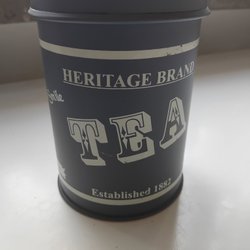 HERITAGE BRAND
TEA
Established 1882